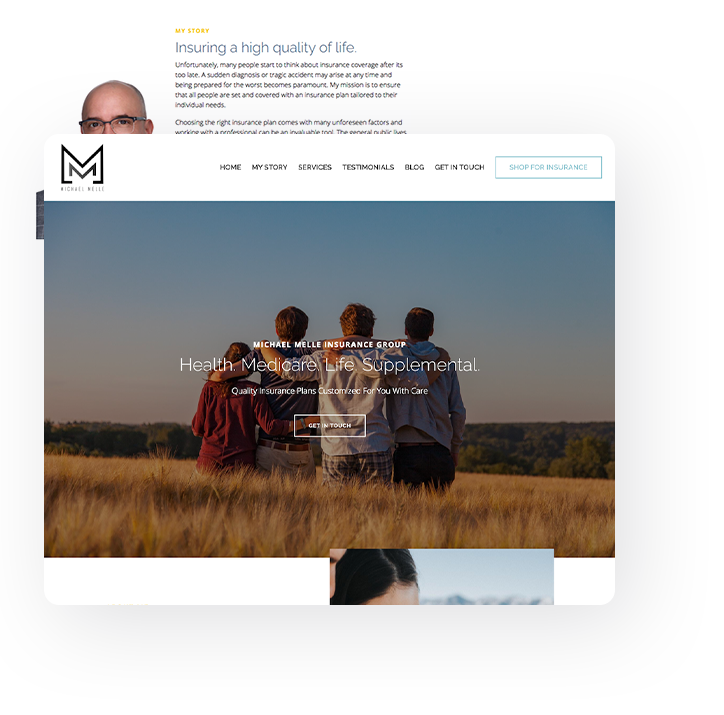 MY STORY
Insuring a high quality of life.
Unfortunately, many people start to think about insurance coverage after its
too late. A sudden diagnosis or tragic accident may arise at any time and
being prepared for the worst becomes paramount. My mission is to ensure
that all people are set and covered with an insurance plan tailored to their
individual needs.
Choosing the right insurance plan comes with many unforeseen factors and
working with a professional can be an invaluable tool. The general public lives
MICHAEL MELLE
HOME MY STORY SERVICES TESTIMONIALS BLOG GET IN TOUCH SHOP FOR INSURANCE
MICHAEL MELLE INSURANCE GROUP
Health. Medicare. Life. Supplemental.
Quality Insurance Plans Customized For You With Care
GET IN TOUCH